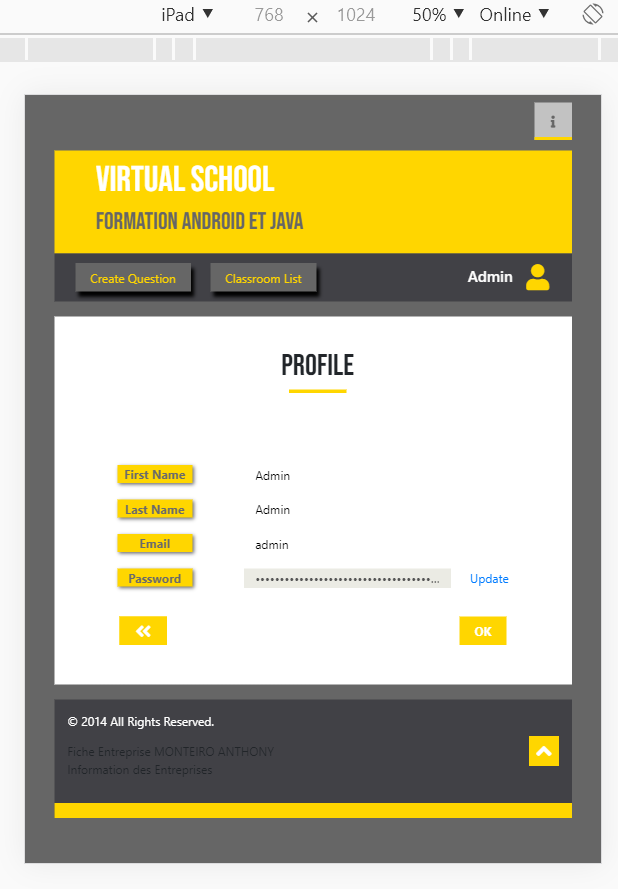 iPad ▼ 768 × 1024 50% ▼ Online ▼
i
VIRTUAL SCHOOL
FORMATION ANDROID ET JAVA
Create Question Classroom List Admin
PROFILE
First Name Admin
Last Name Admin
Email admin
Password ••••••••••••••••••••••••••••••••••••... Update
« OK
© 2014 All Rights Reserved.
Fiche Entreprise MONTEIRO ANTHONY
Information des Entreprises